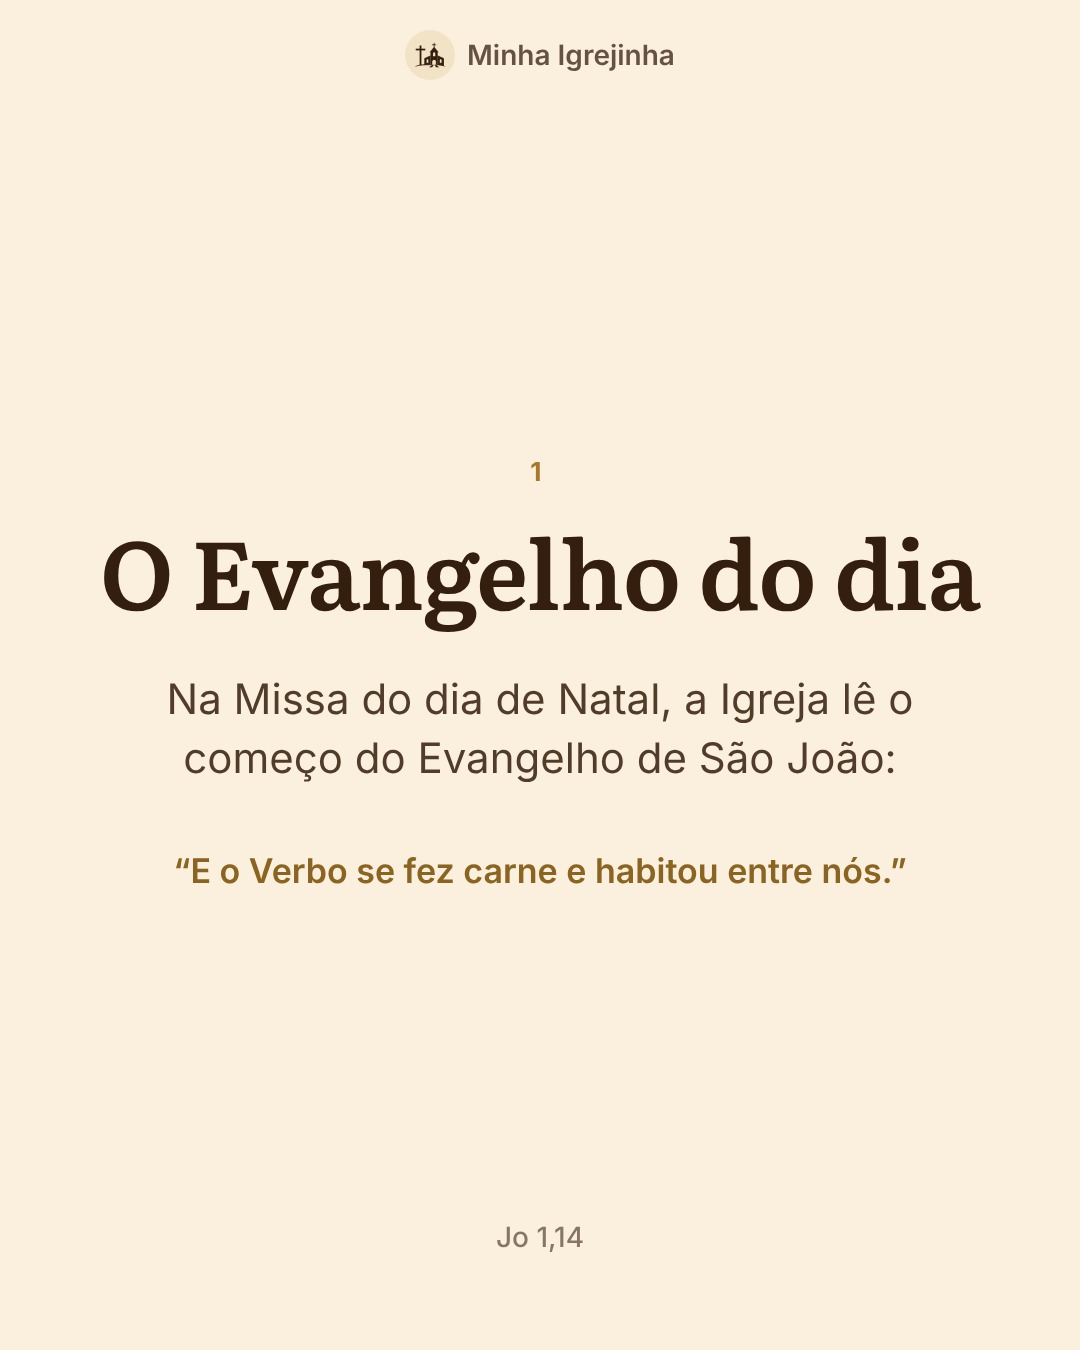 Minha Igrejinha
1
O Evangelho do dia
Na Missa do dia de Natal, a Igreja lê o
começo do Evangelho de São João:
“E o Verbo se fez carne e habitou entre nós.”
Jo 1,14